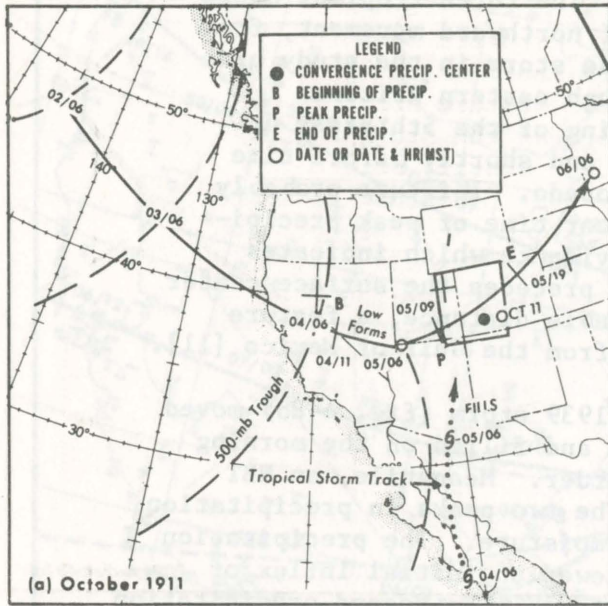 LEGEND
CONVERGENCE PRECIP. CENTER
B BEGINNING OF PRECIP.
P PEAK PRECIP.
E END OF PRECIP.
DATE OR DATE & HR(MST)
50°
50°
02/06
140°
03/06
130°
40°
06/06
E
05/19
OCT 11
05/09
B
Low
Forms
04/06
04/11
05/06
P
500-mb Trough
30°
Fills
05/06
Tropical Storm Track
04/06
(a) October 1911